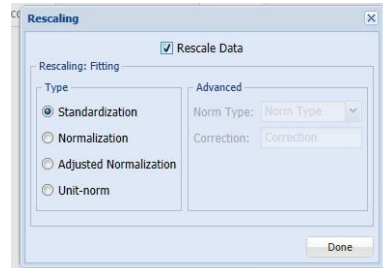 Rescaling
Rescale Data
Rescaling: Fitting
Type
Advanced
Standardization
Norm Type: Norm Type
Normalization
Correction: Correction
Adjusted Normalization
Unit-norm
Done